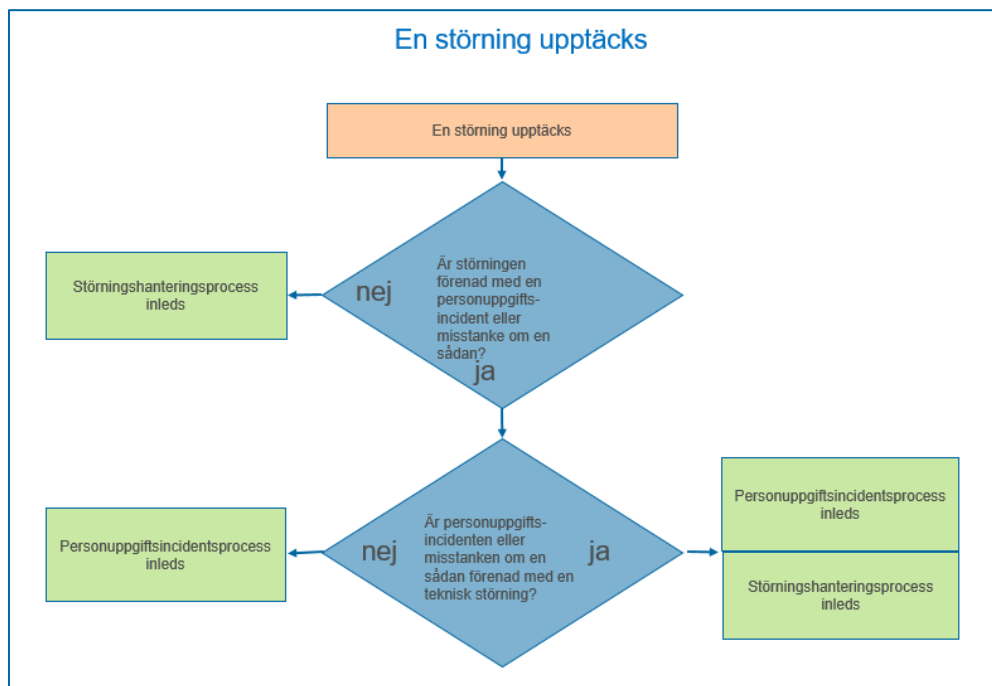 En störning upptäcks
En störning upptäcks
Är störningen
förenad med en
personuppgifts-
incident eller
misstanke om en
sådan?
nej
ja
Störningshanteringsprocess
inleds
Är personuppgifts-
incidenten eller
misstanken om en
sådan förenad med en
teknisk störning?
nej
ja
Personuppgiftsincidentsprocess
inleds
Personuppgiftsincidentsprocess
inleds
Störningshanteringsprocess
inleds